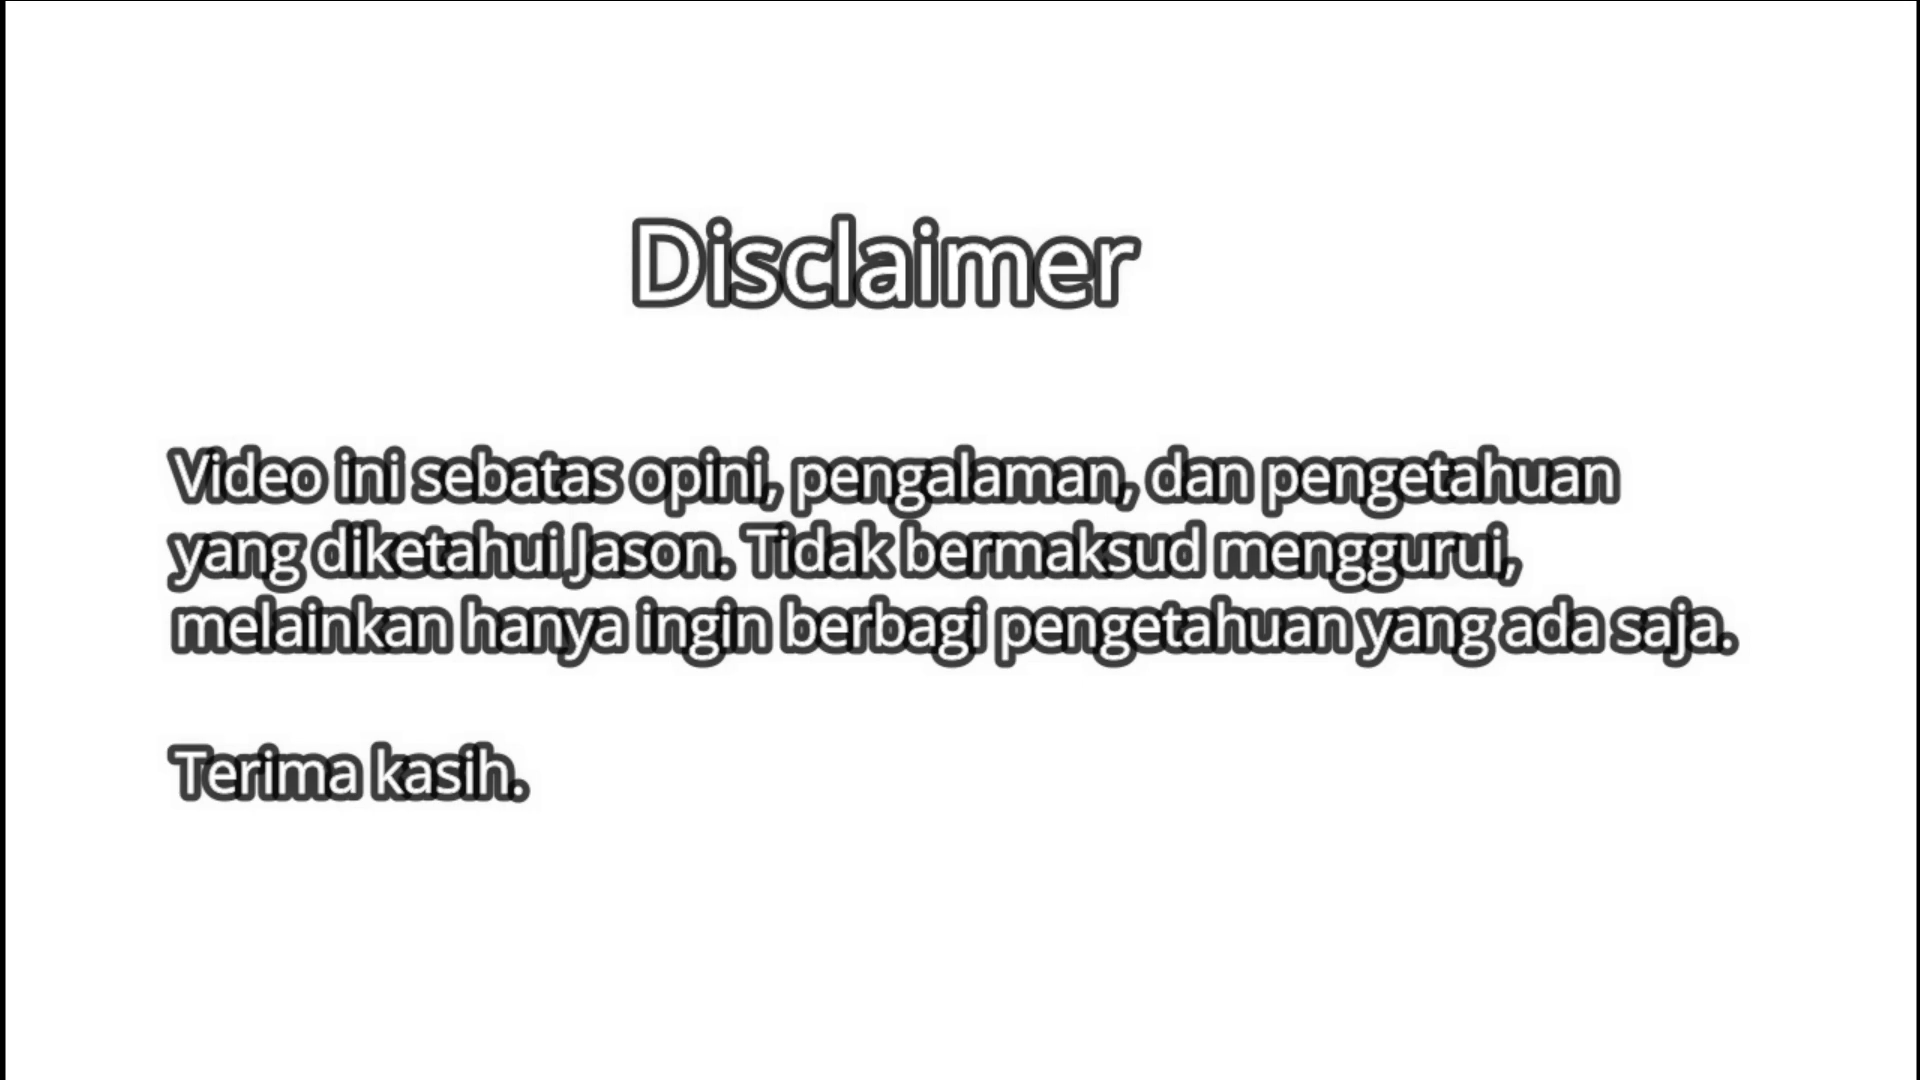 Disclaimer
Video ini sebatas opini, pengalaman, dan pengetahuan
yang diketahui Jason. Tidak bermaksud menggurui,
melainkan hanya ingin berbagi pengetahuan yang ada saja.
Terima kasih.